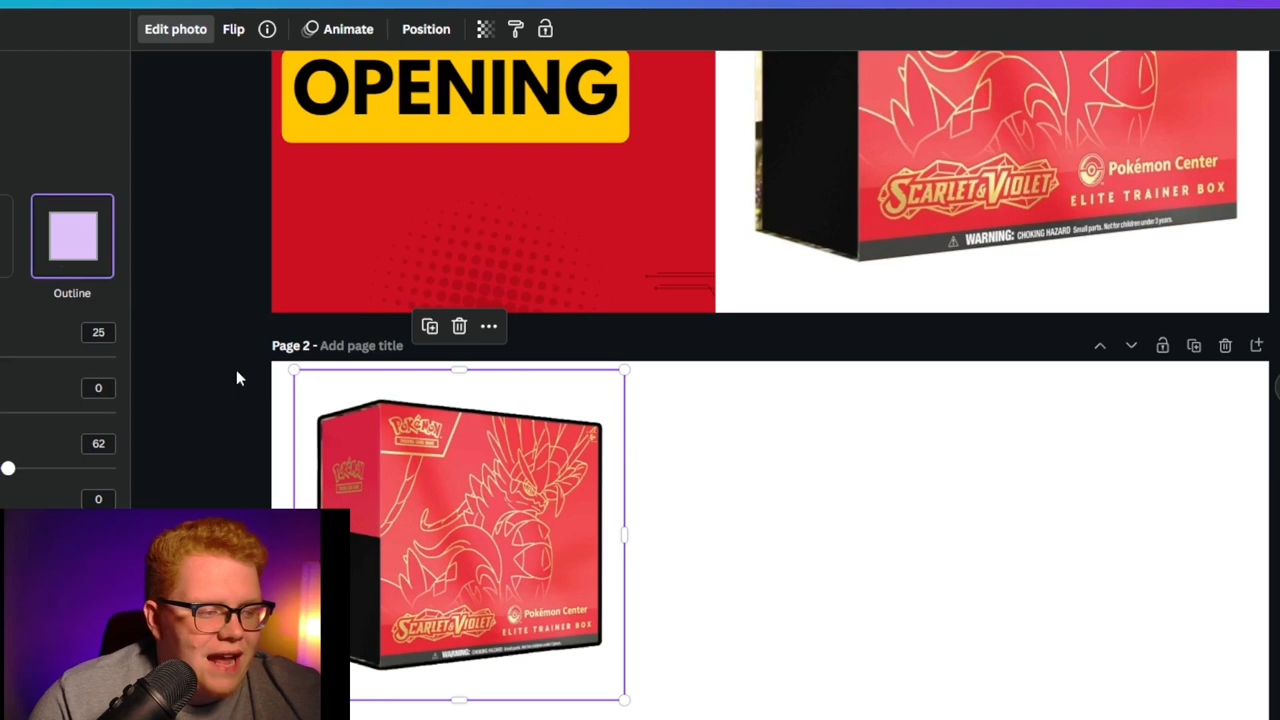 Edit photo Flip Animate Position
OPENING
SCARLET & VIOLET
Pokémon Center
ELITE TRAINER BOX
WARNING: CHOKING HAZARD Small parts. Not for children under 3 years.
Outline
25
Page 2 - Add page title
0
62
0
POKÉMON
POKÉMON
SCARLET & VIOLET
Pokémon Center
ELITE TRAINER BOX
WARNING: CHOKING HAZARD